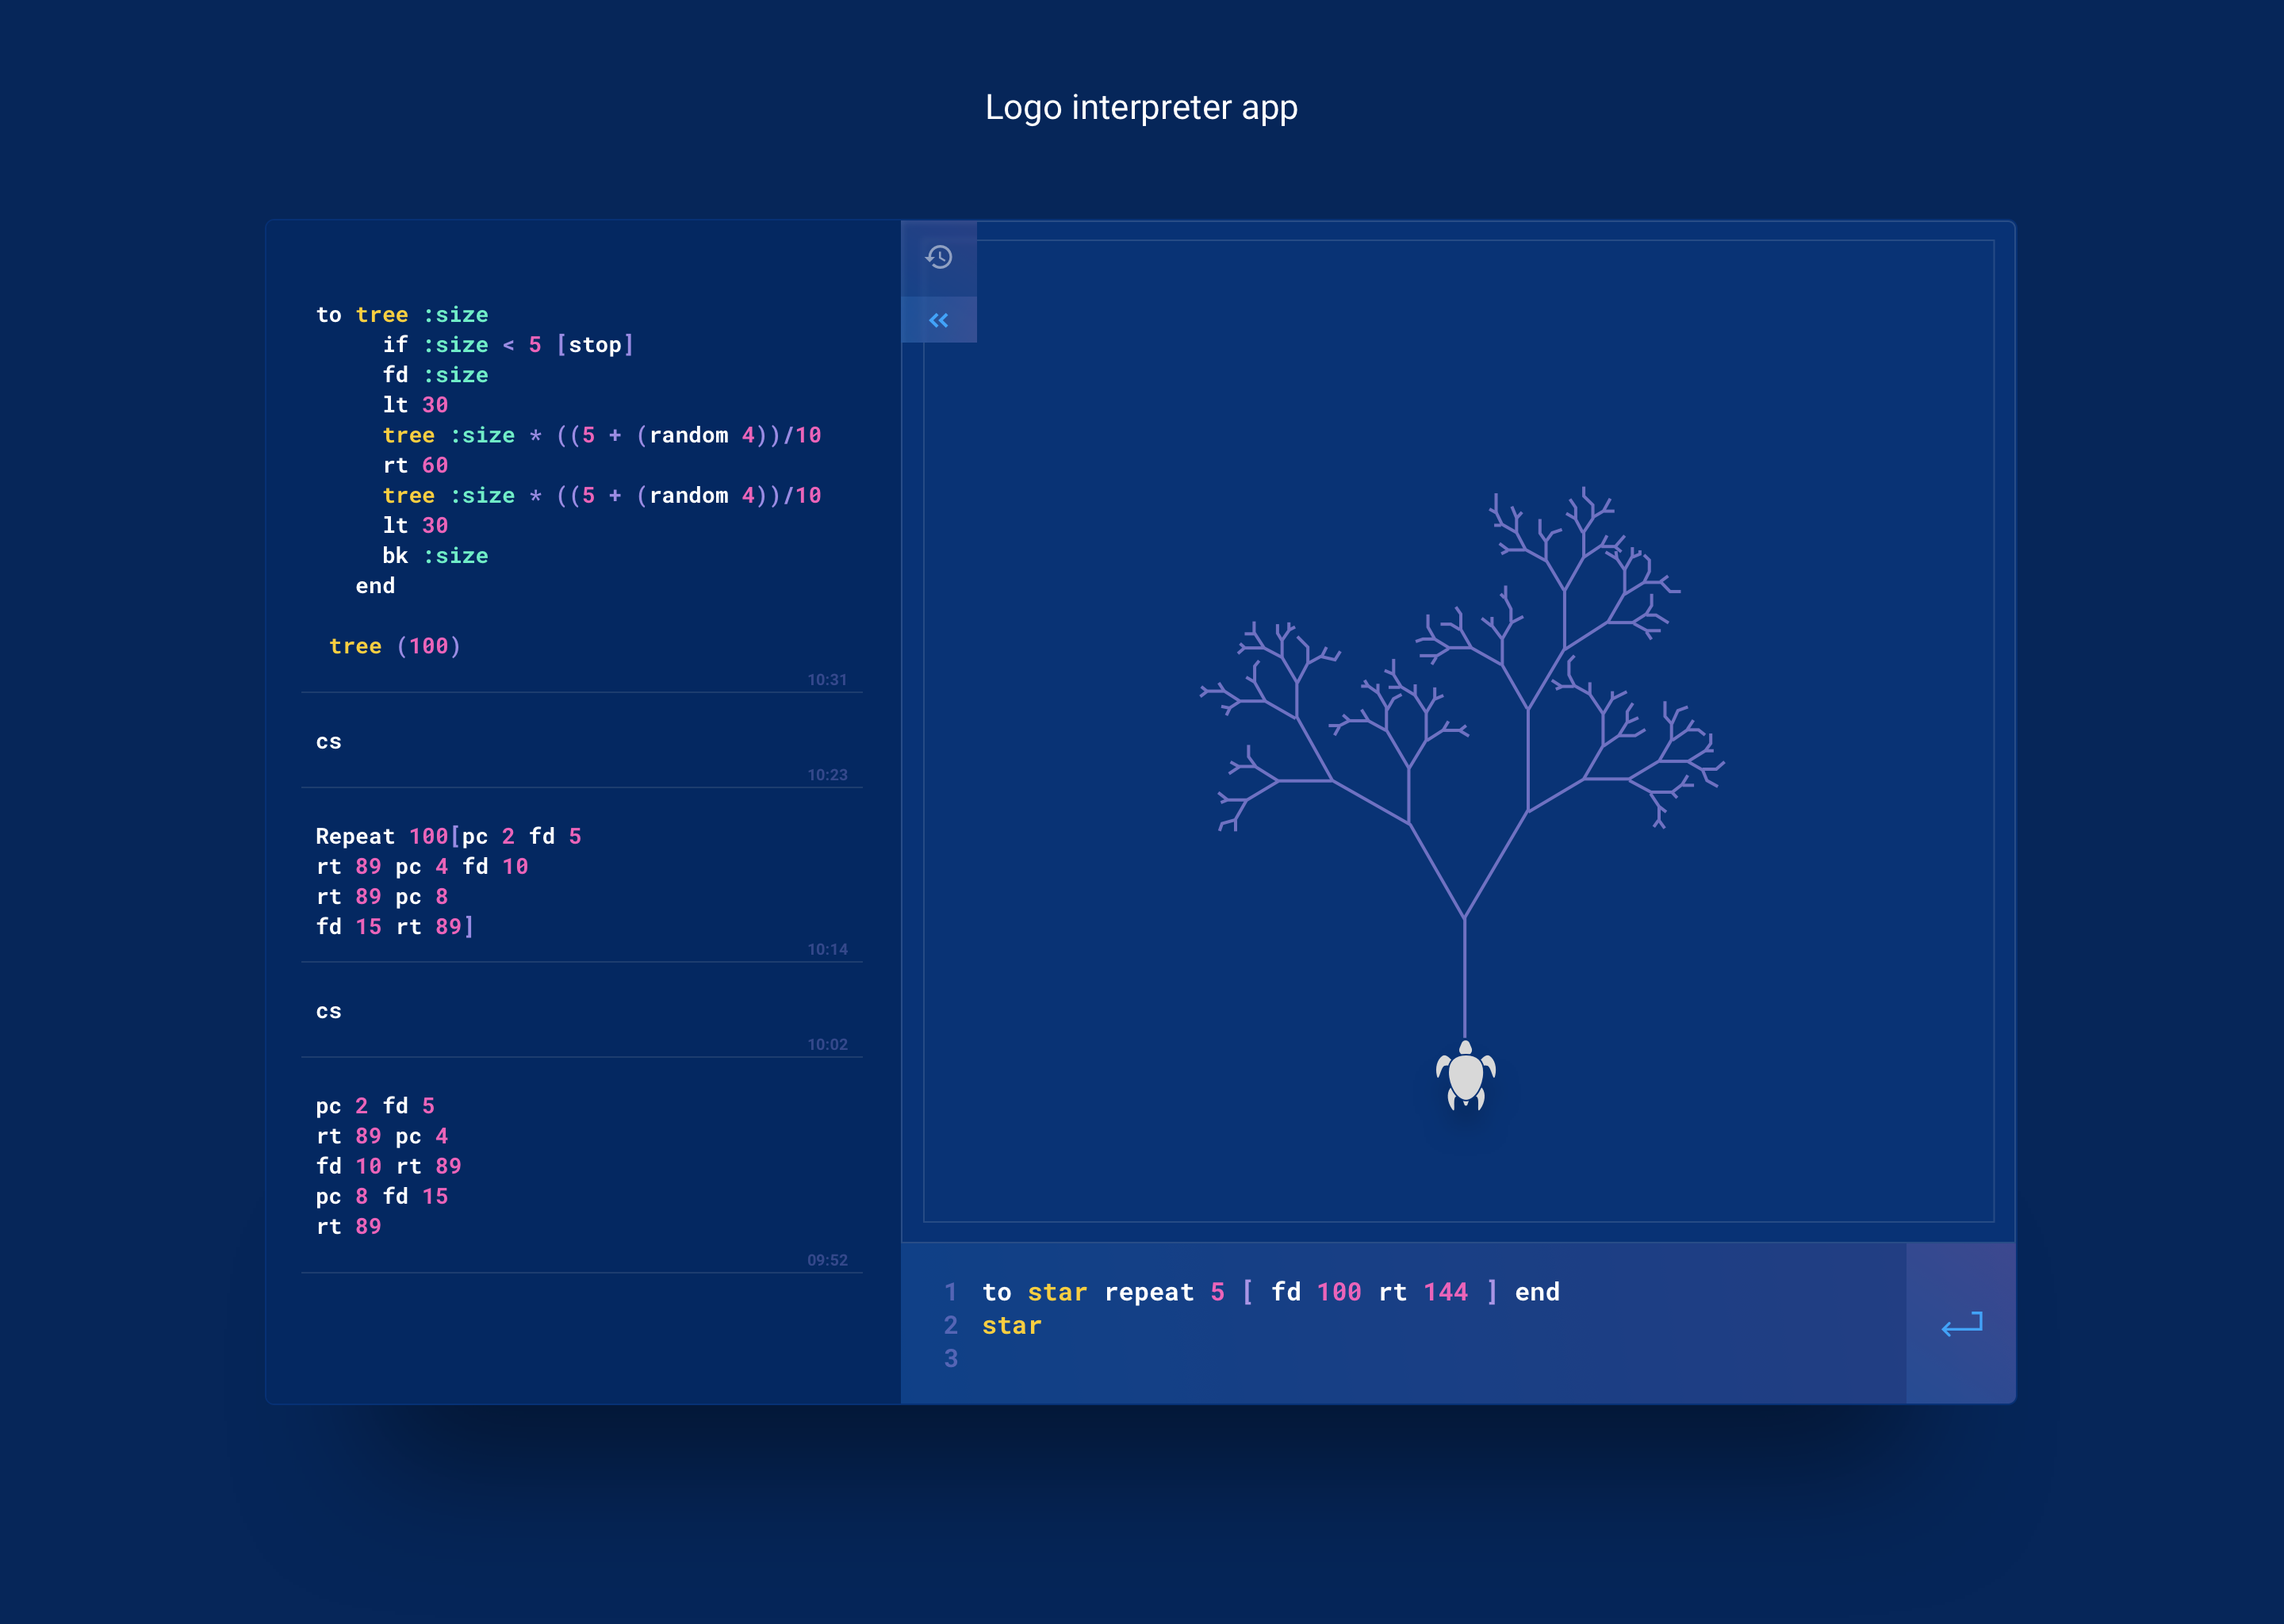 Logo interpreter app
to tree :size
if :size < 5 [stop]
fd :size
lt 30
tree :size * ((5 + (random 4))/10
rt 60
tree :size * ((5 + (random 4))/10
lt 30
bk :size
end
tree (100)
10:31
cs
10:23
Repeat 100[pc 2 fd 5
rt 89 pc 4 fd 10
rt 89 pc 8
fd 15 rt 89]
10:14
cs
10:02
pc 2 fd 5
rt 89 pc 4
fd 10 rt 89
pc 8 fd 15
rt 89
09:52
1 to star repeat 5 [ fd 100 rt 144 ] end
2 star
3